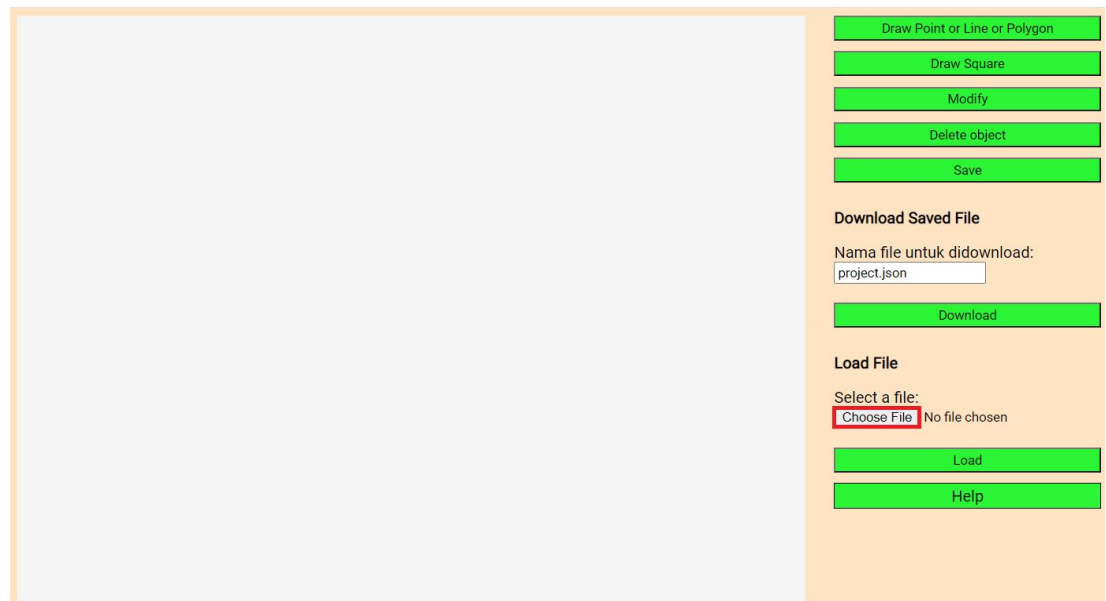 Draw Point or Line or Polygon
Draw Square
Modify
Delete object
Save
Download Saved File
Nama file untuk didownload:
project.json
Download
Load File
Select a file:
Choose File No file chosen
Load
Help